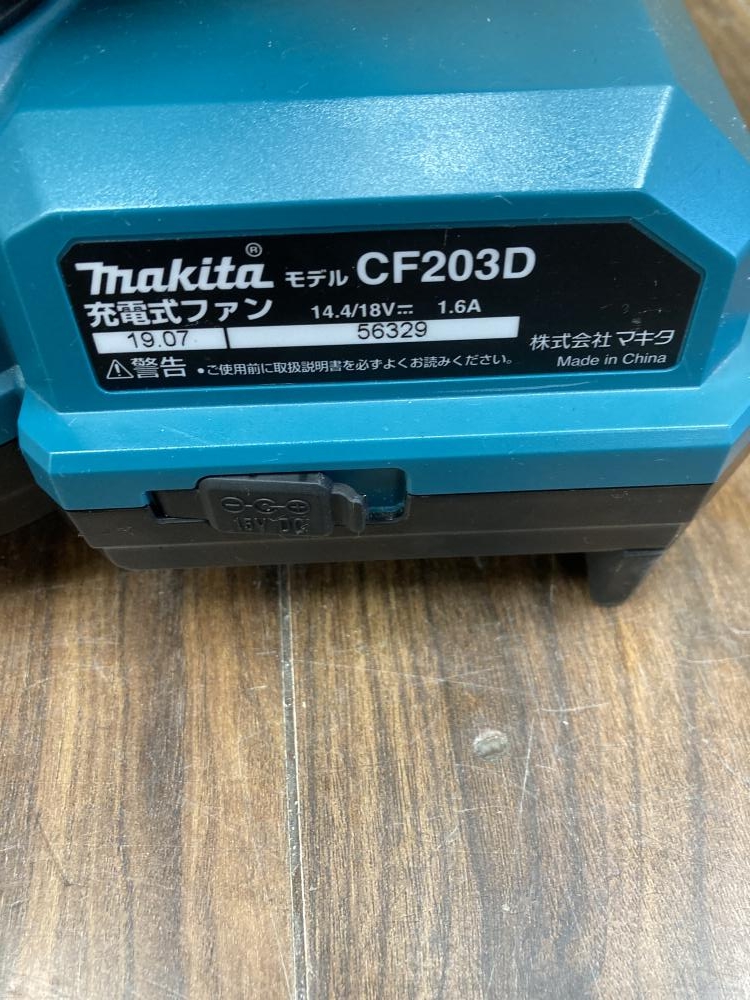 makita® モデル CF203D
充電式ファン 14.4/18V⎓ 1.6A
19.07 56329
株式会社 マキタ
⚠警告 •ご使用前に取扱説明書を必ずよくお読みください。
Made in China
18V DC